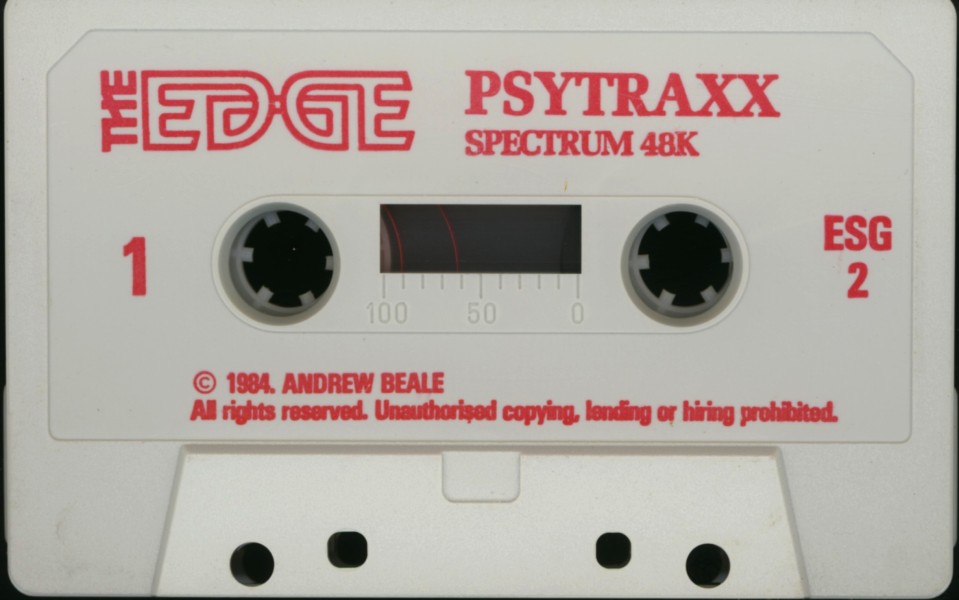 THE EDGE
PSYTRAXX
SPECTRUM 48K
1
ESG
2
100 50 0
© 1984. ANDREW BEALE
All rights reserved. Unauthorised copying, lending or hiring prohibited.